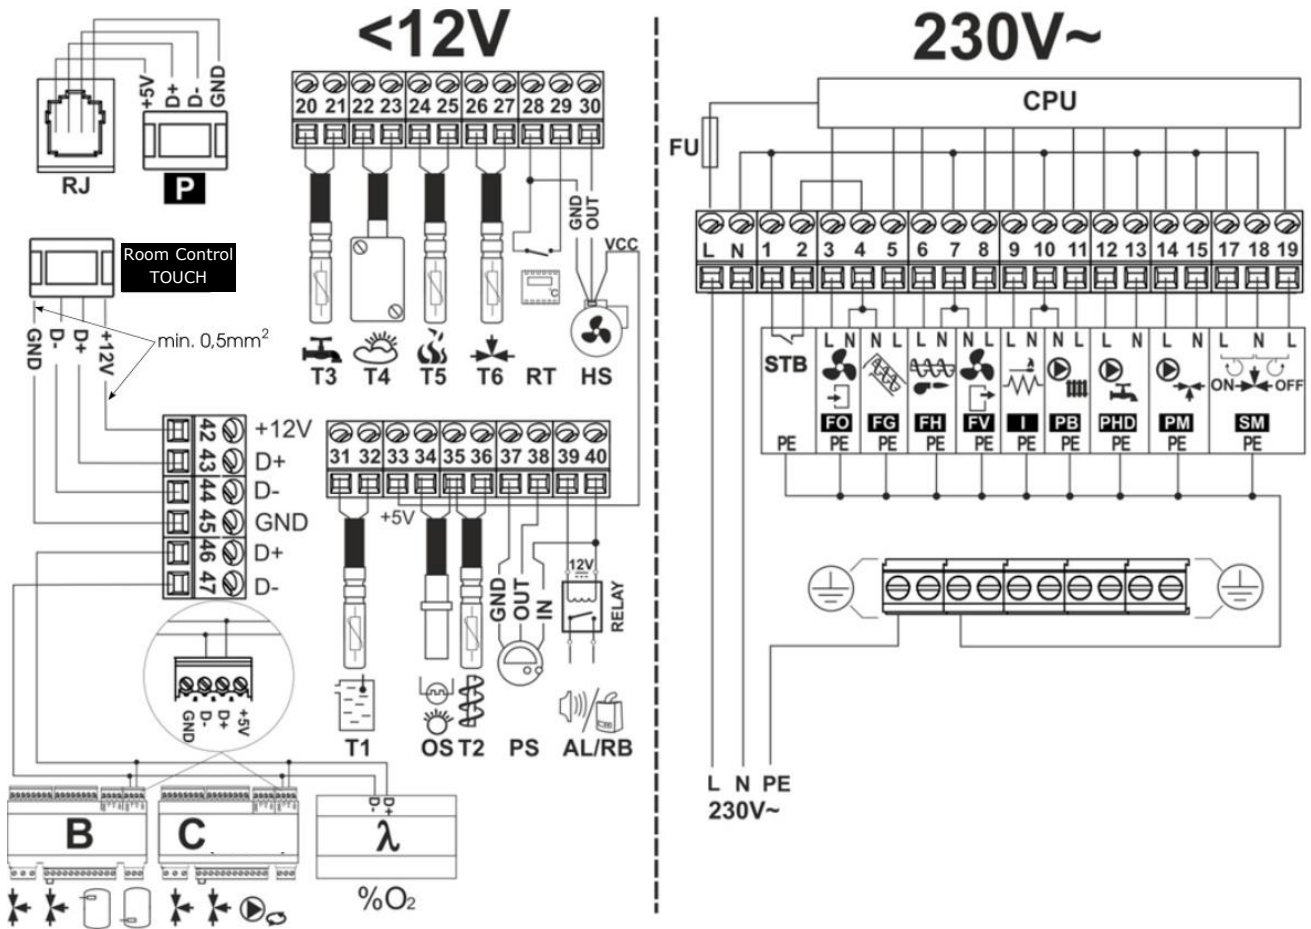 <12V
230V~
+5V D+ D- GND
RJ
P
20 21 22 23 24 25 26 27 28 29 30
GND OUT
VCC
°C
T3 T4 T5 T6 RT HS
Room Control
TOUCH
GND D- D+ +12V
min. 0,5mm²
42 +12V
43 D+
44 D-
45 GND
46 D+
47 D-
31 32 33 34 35 36 37 38 39 40
+5V
GND OUT IN
12V
RELAY
T1 OS T2 PS AL/RB
GND D- D+ +5V
B
C
D- D+
λ
%O₂
CPU
FU
L N 1 2 3 4 5 6 7 8 9 10 11 12 13 14 15 17 18 19
STB
L N N L L N N L L N N L L N L N L N L
ON OFF
FO FG FH FV I PB PHD PM SM
PE PE PE PE PE PE PE PE PE PE
L N PE
230V~